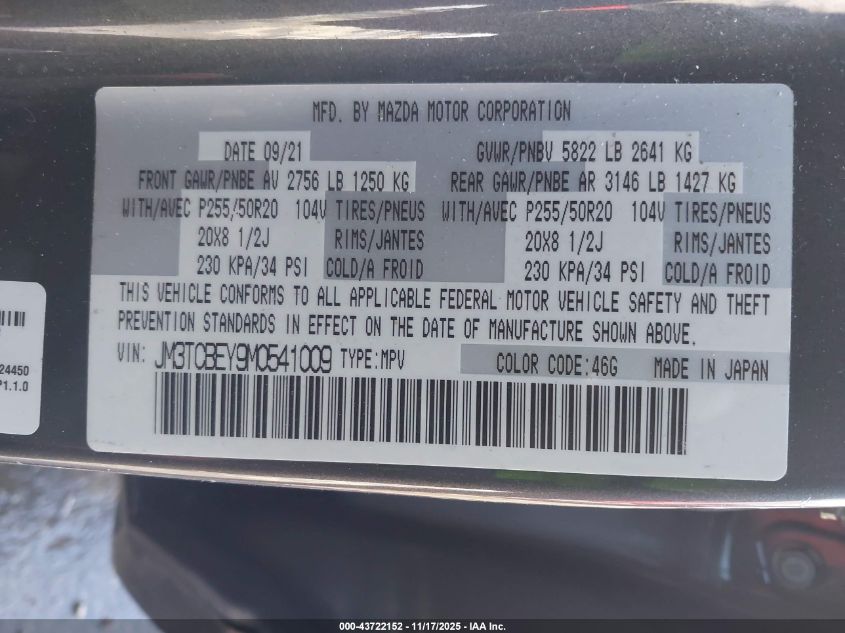 MFD. BY MAZDA MOTOR CORPORATION
DATE 09/21 GVWR/PNBV 5822 LB 2641 KG
FRONT GAWR/PNBE AV 2756 LB 1250 KG REAR GAWR/PNBE AR 3146 LB 1427 KG
WITH/AVEC P255/50R20 104V TIRES/PNEUS WITH/AVEC P255/50R20 104V TIRES/PNEUS
20X8 1/2J RIMS/JANTES 20X8 1/2J RIMS/JANTES
230 KPA/34 PSI COLD/A FROID 230 KPA/34 PSI COLD/A FROID
THIS VEHICLE CONFORMS TO ALL APPLICABLE FEDERAL MOTOR VEHICLE SAFETY AND THEFT
PREVENTION STANDARDS IN EFFECT ON THE DATE OF MANUFACTURE SHOWN ABOVE.
VIN: JM3TCBEY9M0541009 TYPE:MPV COLOR CODE:46G MADE IN JAPAN
24450
P1.1.0
000-43722152 - 11/17/2025 - IAA Inc.